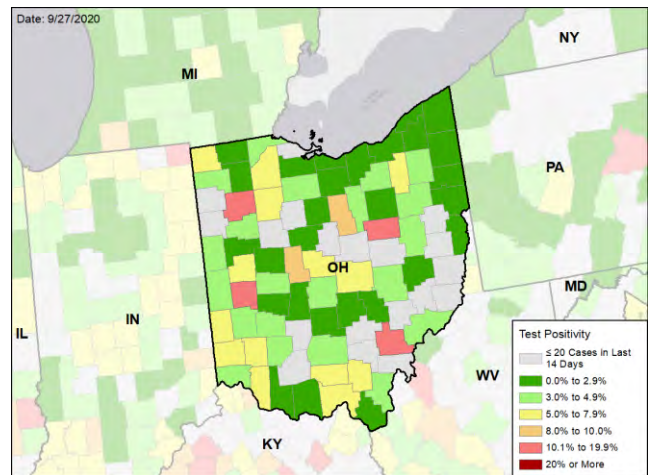 Date: 9/27/2020
NY
MI
PA
OH
MD
IL
IN
WV
KY
Test Positivity
≤ 20 Cases in Last
14 Days
0.0% to 2.9%
3.0% to 4.9%
5.0% to 7.9%
8.0% to 10.0%
10.1% to 19.9%
20% or More